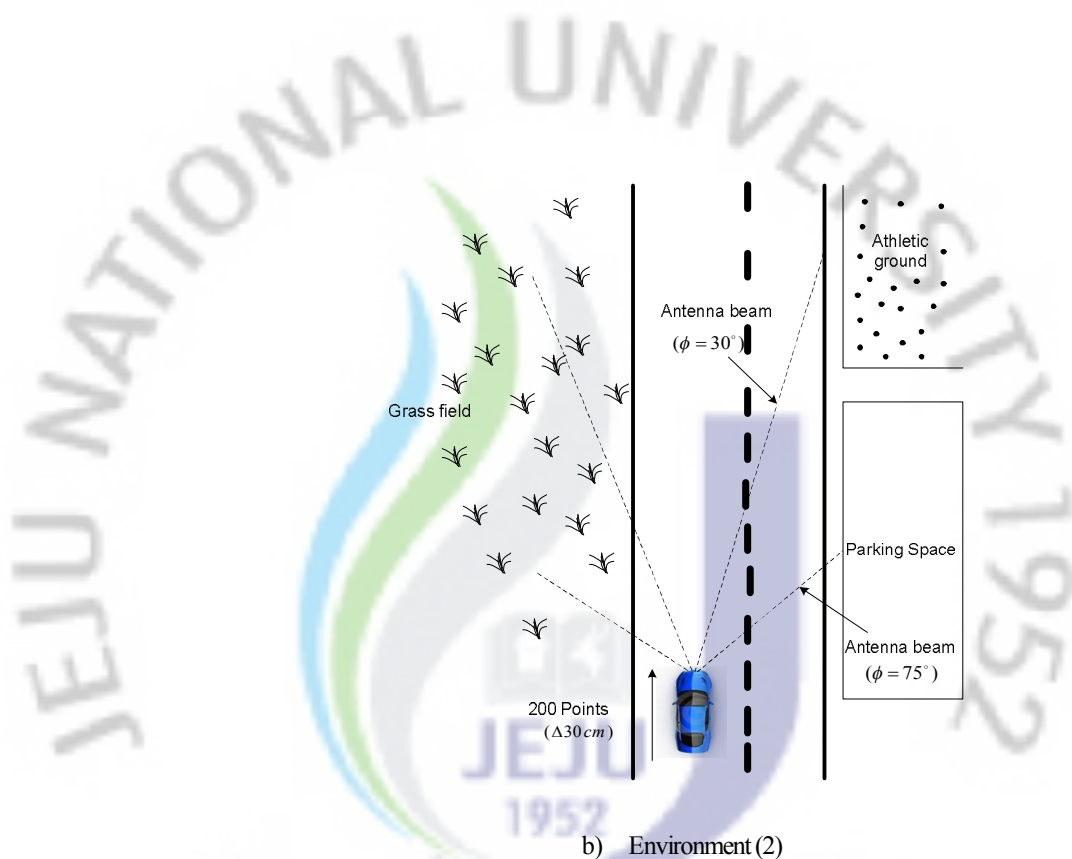 JEJU NATIONAL UNIVERSITY 1952
Athletic
ground
Antenna beam
(ϕ = 30°)
Grass field
Parking Space
Antenna beam
(ϕ = 75°)
200 Points
(Δ30cm)
JEJU
1952
b) Environment (2)